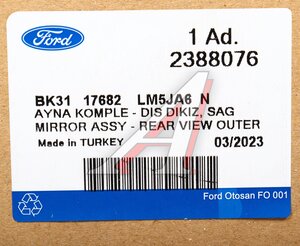 Ford
1 Ad.
2388076
BK31 17682 LM5JA6 N
AYNA KOMPLE - DIS DIKIZ, SAG
MIRROR ASSY - REAR VIEW OUTER
Made in TURKEY 03/2023
Ford Otosan FO 001